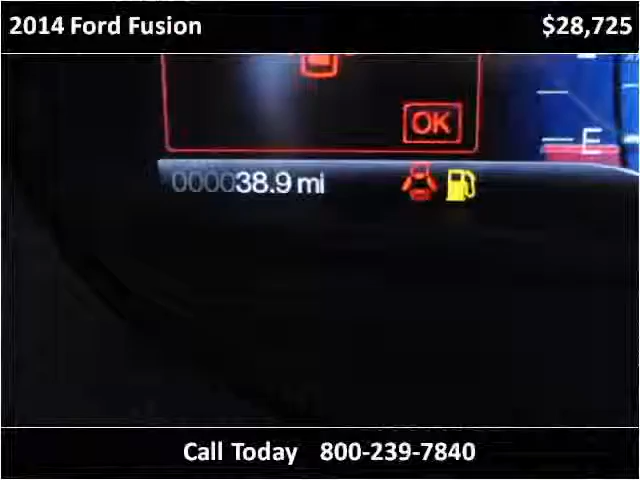 2014 Ford Fusion $28,725
OK
E
000038.9 mi
Call Today 800-239-7840